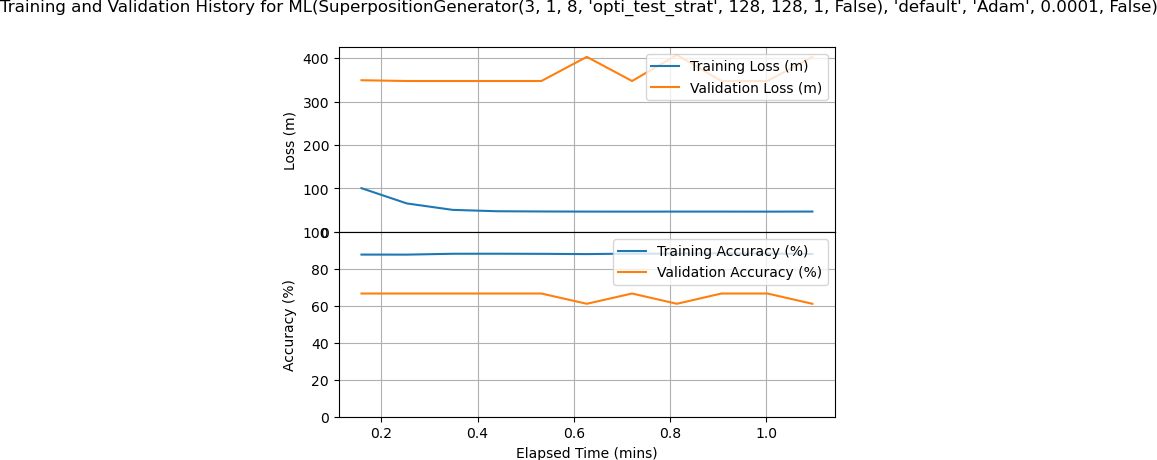 Training and Validation History for ML(SuperpositionGenerator(3, 1, 8, 'opti_test_strat', 128, 128, 1, False), 'default', 'Adam', 0.0001, False)
400
300
200
100
0
Loss (m)
Training Loss (m)
Validation Loss (m)
100
80
60
40
20
0
Accuracy (%)
Training Accuracy (%)
Validation Accuracy (%)
0.2 0.4 0.6 0.8 1.0
Elapsed Time (mins)